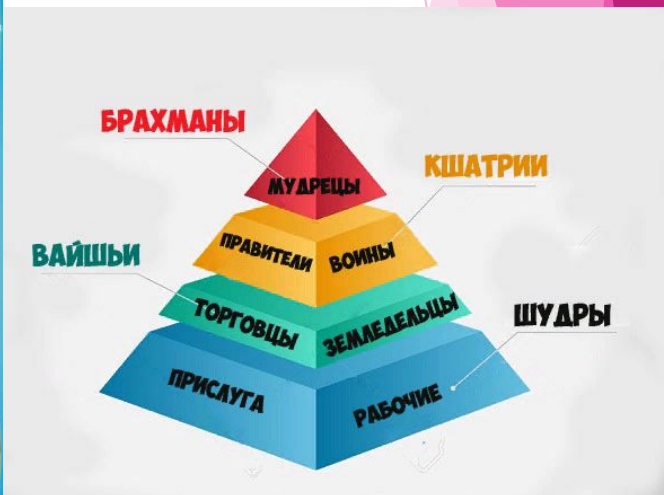 БРАХМАНЫ
МУДРЕЦЫ
КШАТРИИ
ПРАВИТЕЛИ
ВОИНЫ
ВАЙШЬИ
ТОРГОВЦЫ
ЗЕМЛЕДЕЛЬЦЫ
ШУДРЫ
ПРИСЛУГА
РАБОЧИЕ